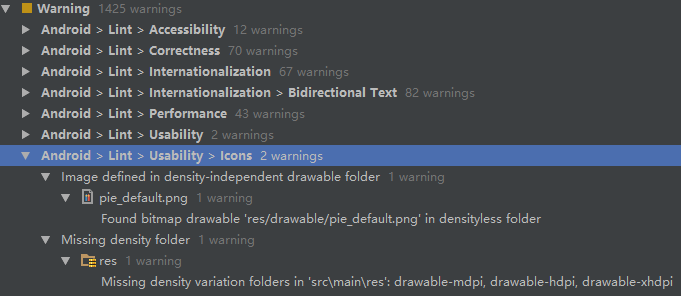 Warning 1425 warnings
Android > Lint > Accessibility 12 warnings
Android > Lint > Correctness 70 warnings
Android > Lint > Internationalization 67 warnings
Android > Lint > Internationalization > Bidirectional Text 82 warnings
Android > Lint > Performance 43 warnings
Android > Lint > Usability 2 warnings
Android > Lint > Usability > Icons 2 warnings
Image defined in density-independent drawable folder 1 warning
pie_default.png 1 warning
Found bitmap drawable 'res/drawable/pie_default.png' in densityless folder
Missing density folder 1 warning
res 1 warning
Missing density variation folders in 'src\main\res': drawable-mdpi, drawable-hdpi, drawable-xhdpi